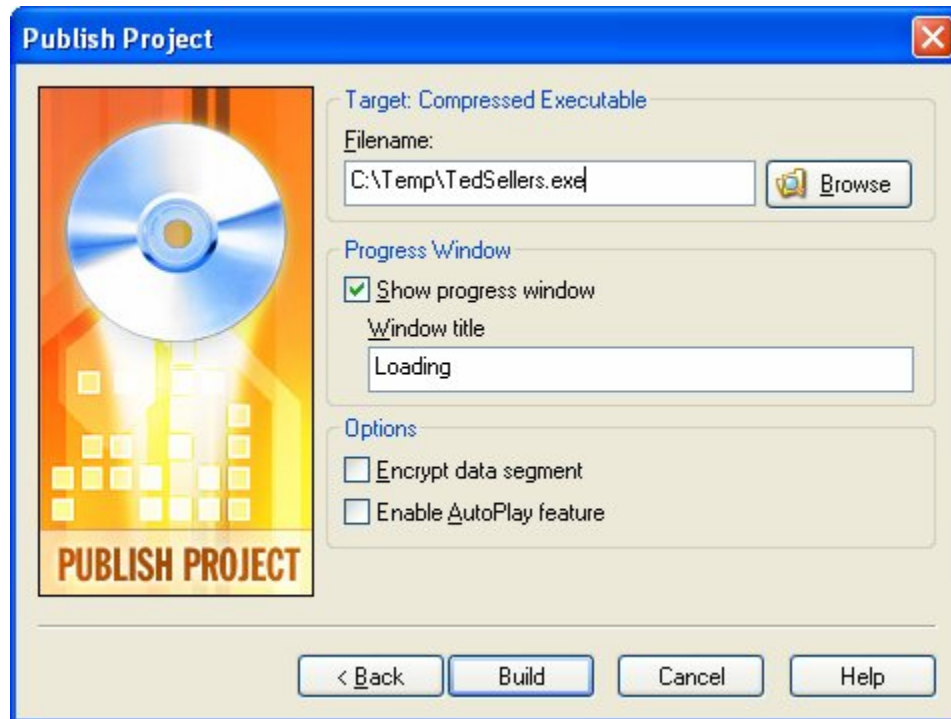 Publish Project
Target: Compressed Executable
Filename:
C:\Temp\TedSellers.exe
Browse
Progress Window
Show progress window
Window title
Loading
Options
Encrypt data segment
Enable AutoPlay feature
PUBLISH PROJECT
< Back
Build
Cancel
Help